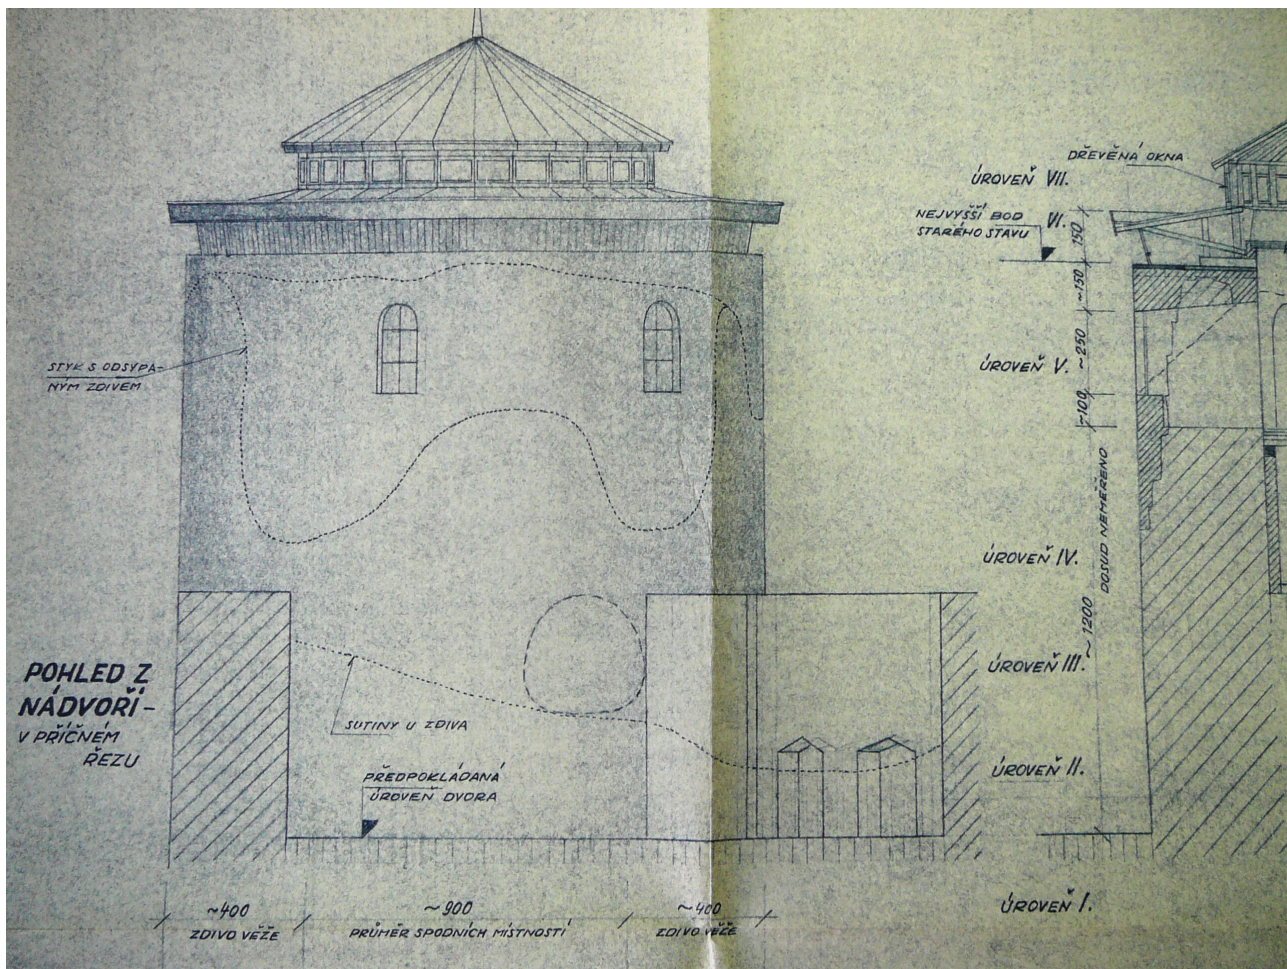 DŘEVĚNÁ OKNA
ÚROVEŇ VII.
NEJVYŠŠÍ BOD
STARÉHO STAVU
VI.
150
~150
STYK S ODSYPA-
NÝM ZDIVEM
ÚROVEŇ V.
~250
~100
DOSUD NEMĚŘENO
ÚROVEŇ IV.
~1200
POHLED Z
NÁDVOŘÍ-
V PŘÍČNÉM
ŘEZU
ÚROVEŇ III.
SUTINY U ZDIVA
PŘEDPOKLÁDANÁ
ÚROVEŇ DVORA
ÚROVEŇ II.
~400
ZDIVO VĚŽE
~900
PRŮMĚR SPODNÍCH MÍSTNOSTÍ
~400
ZDIVO VĚŽE
ÚROVEŇ I.